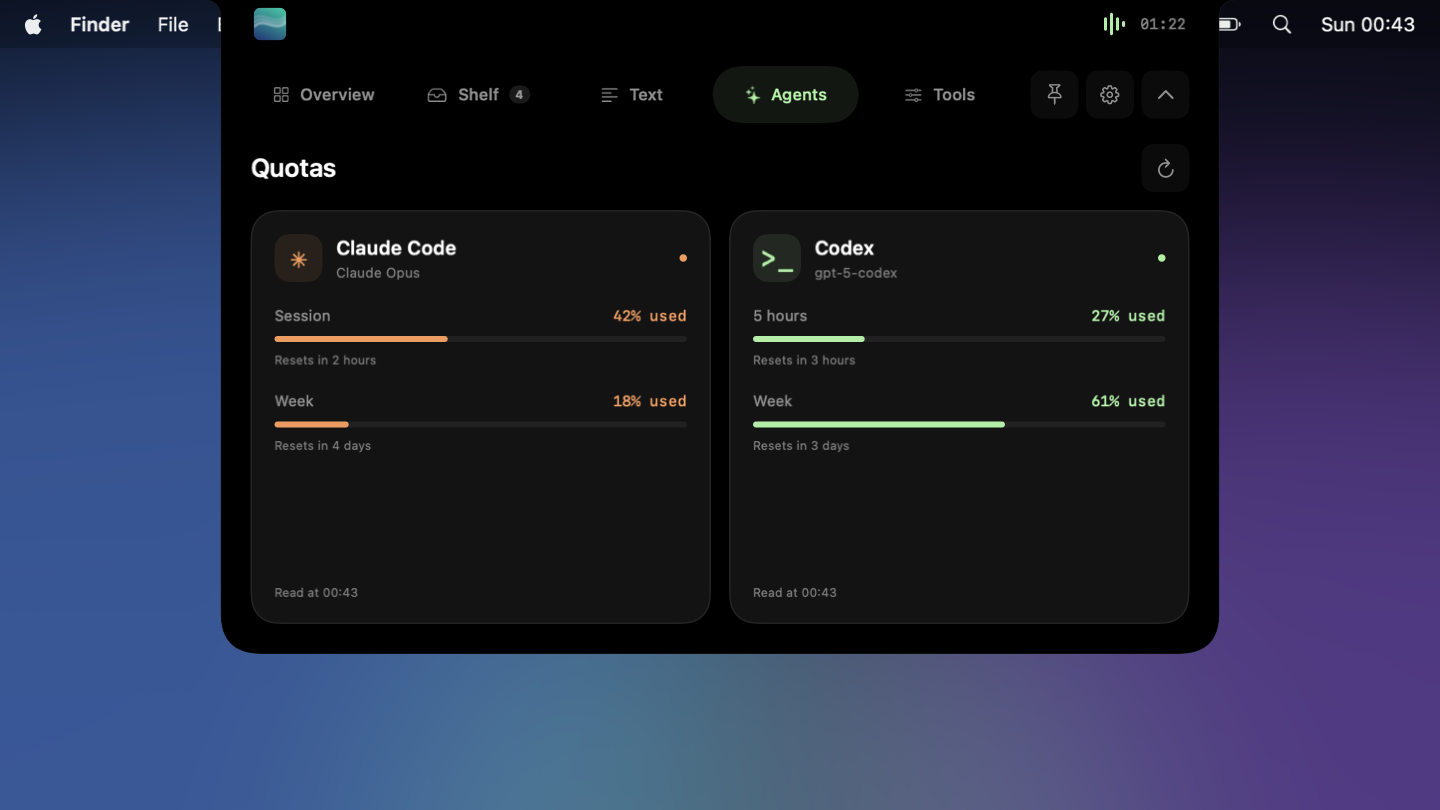 Finder File
01:22
Sun 00:43
Overview
Shelf 4
Text
Agents
Tools
Quotas
Claude Code
Claude Opus
Session 42% used
Resets in 2 hours
Week 18% used
Resets in 4 days
Read at 00:43
>_
Codex
gpt-5-codex
5 hours 27% used
Resets in 3 hours
Week 61% used
Resets in 3 days
Read at 00:43